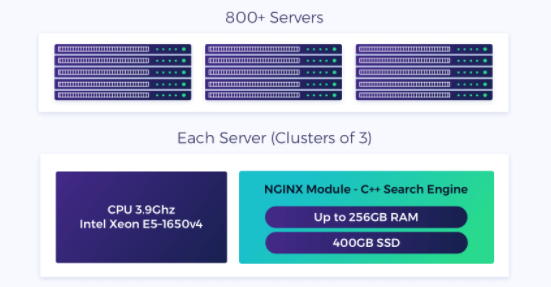 800+ Servers
Each Server (Clusters of 3)
CPU 3.9Ghz
Intel Xeon E5-1650v4
NGINX Module - C++ Search Engine
Up to 256GB RAM
400GB SSD